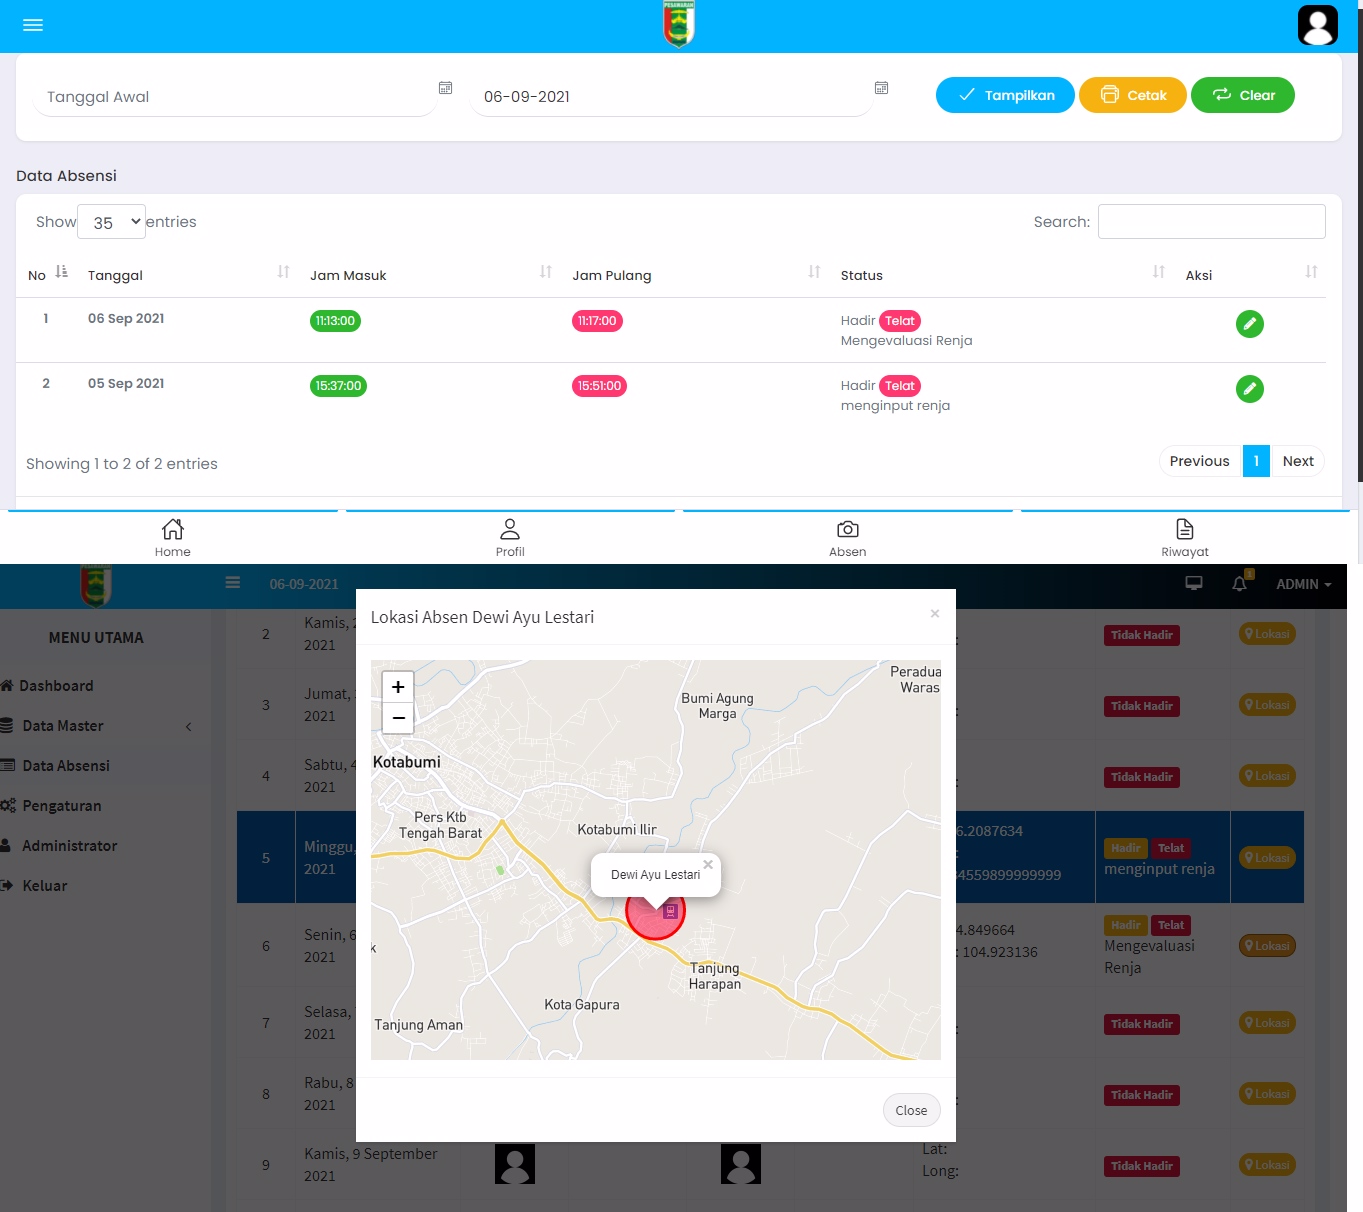 PESAWARAN
Tanggal Awal
06-09-2021
Tampilkan
Cetak
Clear
Data Absensi
Show 35 entries
Search:
No Tanggal Jam Masuk Jam Pulang Status Aksi
1 06 Sep 2021 11:13:00 11:17:00 Hadir Telat
Mengevaluasi Renja
2 05 Sep 2021 15:37:00 15:51:00 Hadir Telat
menginput renja
Showing 1 to 2 of 2 entries
Previous 1 Next
Home Profil Absen Riwayat
06-09-2021
1
ADMIN
MENU UTAMA
Dashboard
Data Master
Data Absensi
Pengaturan
Administrator
Keluar
Lokasi Absen Dewi Ayu Lestari
×
+
−
Peradua
Waras
Bumi Agung
Marga
Kotabumi
Pers Ktb
Tengah Barat
Kotabumi Ilir
Dewi Ayu Lestari
×
Tanjung
Harapan
Kota Gapura
Tanjung Aman
k
Close
2 Kamis, 2
2021
: Tidak Hadir Lokasi
3 Jumat,
2021
: Tidak Hadir Lokasi
4 Sabtu, 4
2021
: Tidak Hadir Lokasi
5 Minggu,
2021
6.2087634
:
4559899999999
Hadir Telat
menginput renja
Lokasi
6 Senin, 6
2021
4.849664
: 104.923136
Hadir Telat
Mengevaluasi
Renja
Lokasi
7 Selasa,
2021
: Tidak Hadir Lokasi
8 Rabu, 8
2021
: Tidak Hadir Lokasi
9 Kamis, 9 September
2021
Lat:
Long:
Tidak Hadir Lokasi